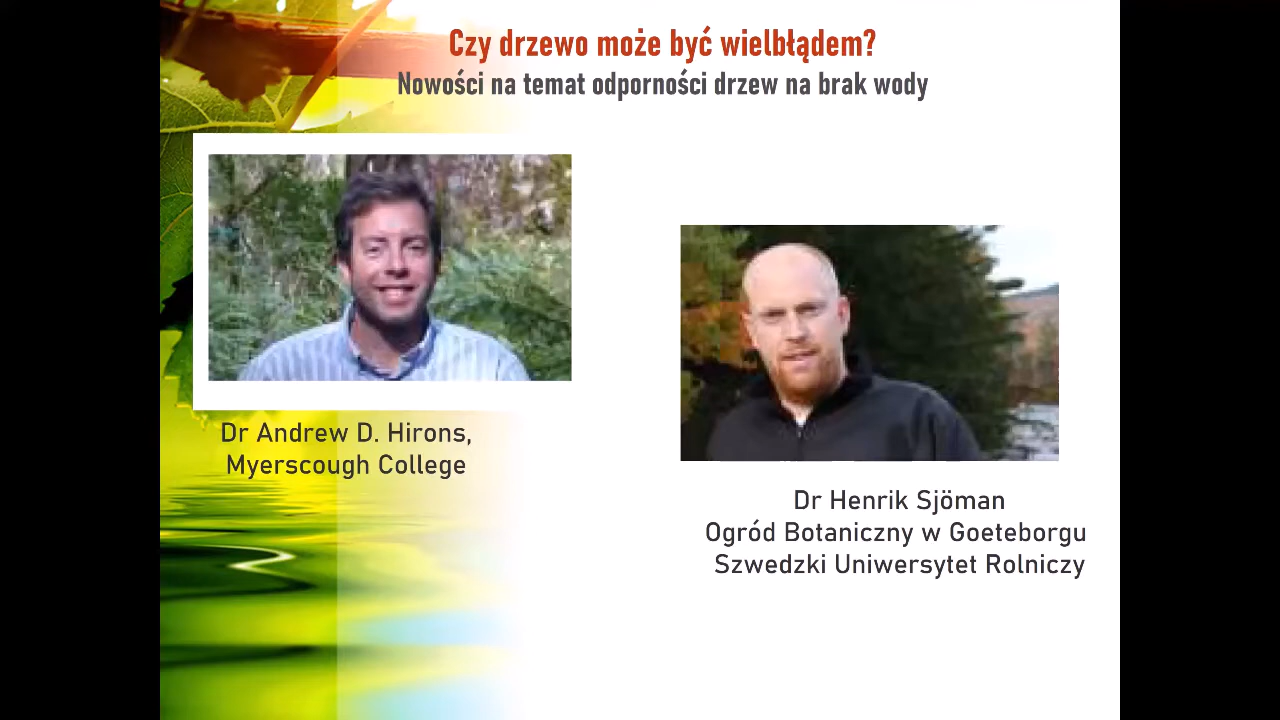 Czy drzewo może być wielbłądem?
Nowości na temat odporności drzew na brak wody
Dr Andrew D. Hirons,
Myerscough College
Dr Henrik Sjöman
Ogród Botaniczny w Goeteborgu
Szwedzki Uniwersytet Rolniczy